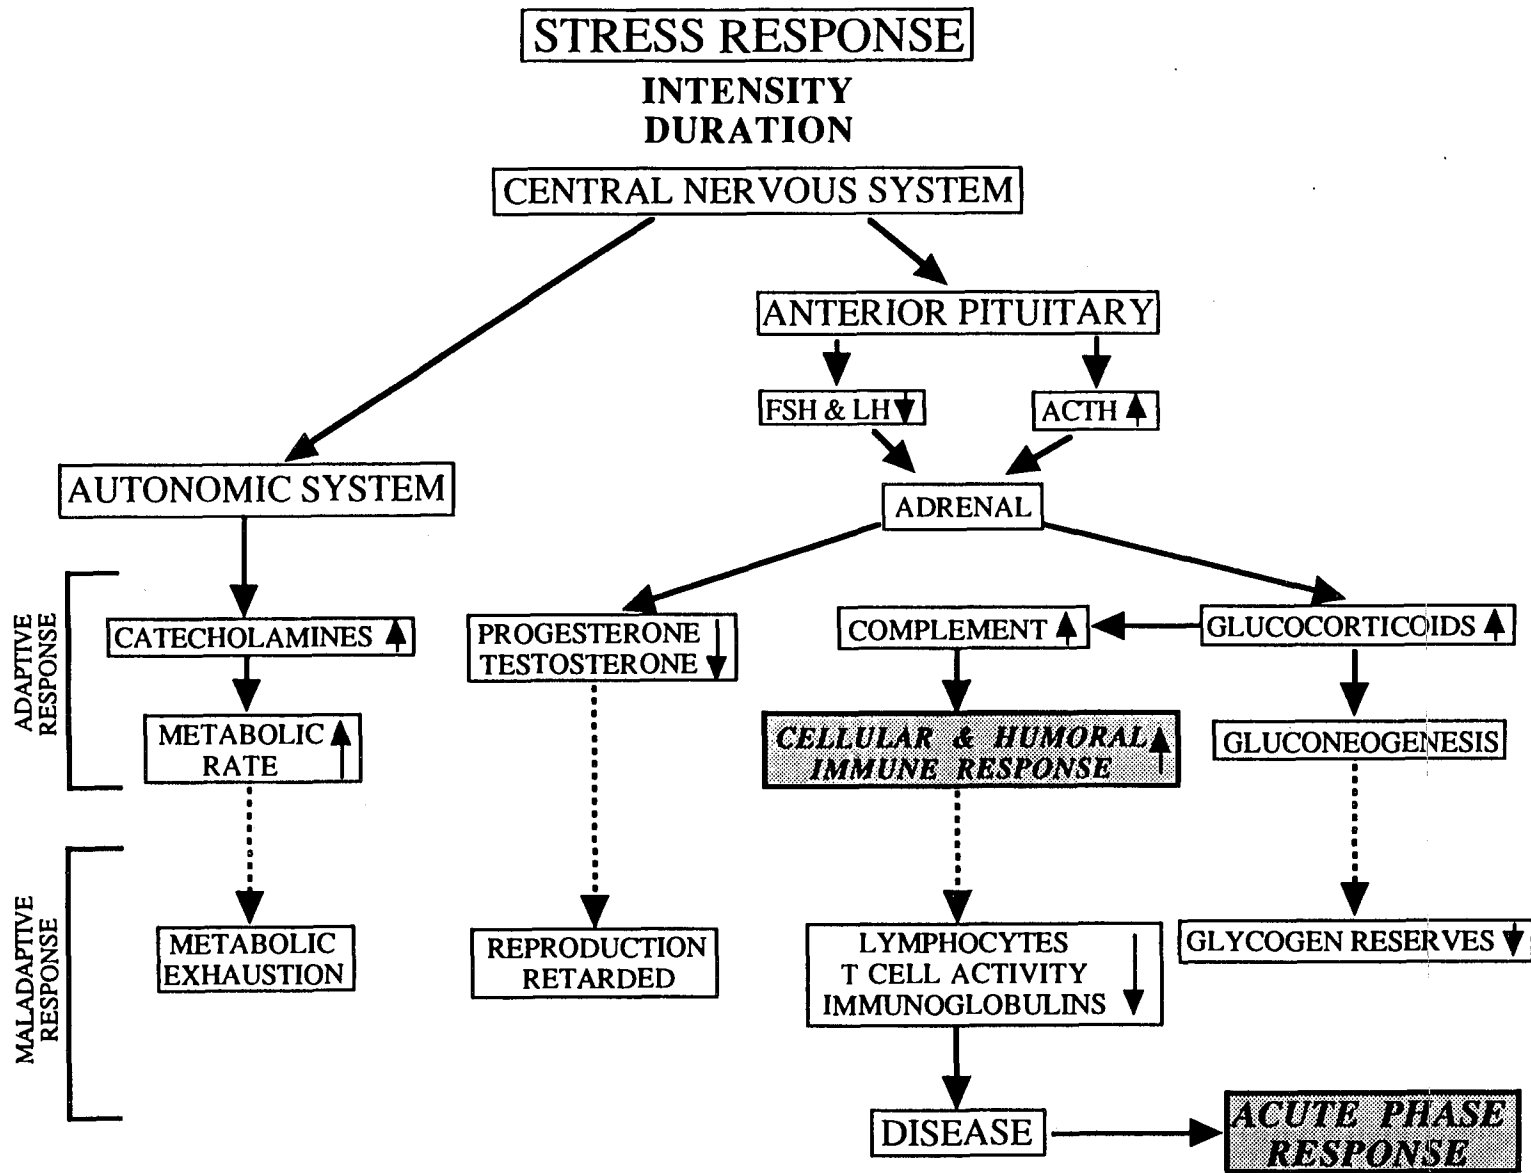 STRESS RESPONSE
INTENSITY
DURATION
CENTRAL NERVOUS SYSTEM
ANTERIOR PITUITARY
FSH & LH
ACTH
AUTONOMIC SYSTEM
ADRENAL
ADAPTIVE
RESPONSE
CATECHOLAMINES
PROGESTERONE
TESTOSTERONE
COMPLEMENT
GLUCOCORTICOIDS
METABOLIC
RATE
CELLULAR & HUMORAL
IMMUNE RESPONSE
GLUCONEOGENESIS
MALADAPTIVE
RESPONSE
METABOLIC
EXHAUSTION
REPRODUCTION
RETARDED
LYMPHOCYTES
T CELL ACTIVITY
IMMUNOGLOBULINS
GLYCOGEN RESERVES
DISEASE
ACUTE PHASE
RESPONSE